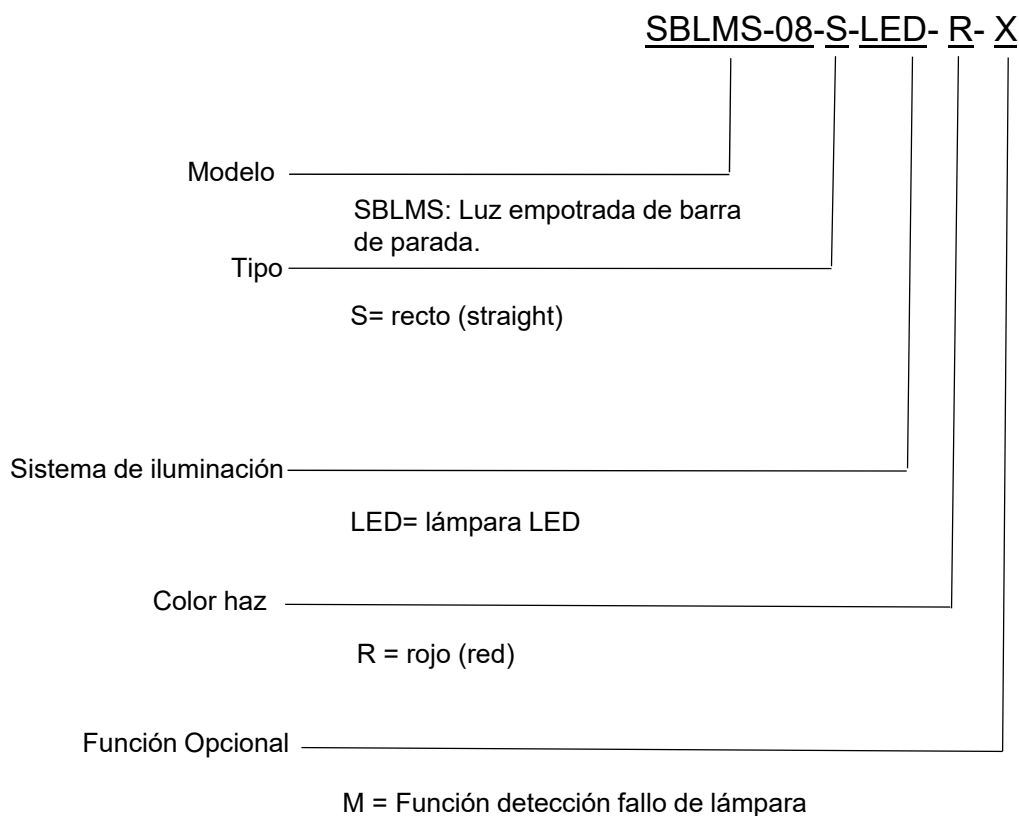 SBLMS-08-S-LED- R- X
Modelo
SBLMS: Luz empotrada de barra
de parada.
Tipo
S= recto (straight)
Sistema de iluminación
LED= lámpara LED
Color haz
R = rojo (red)
Función Opcional
M = Función detección fallo de lámpara